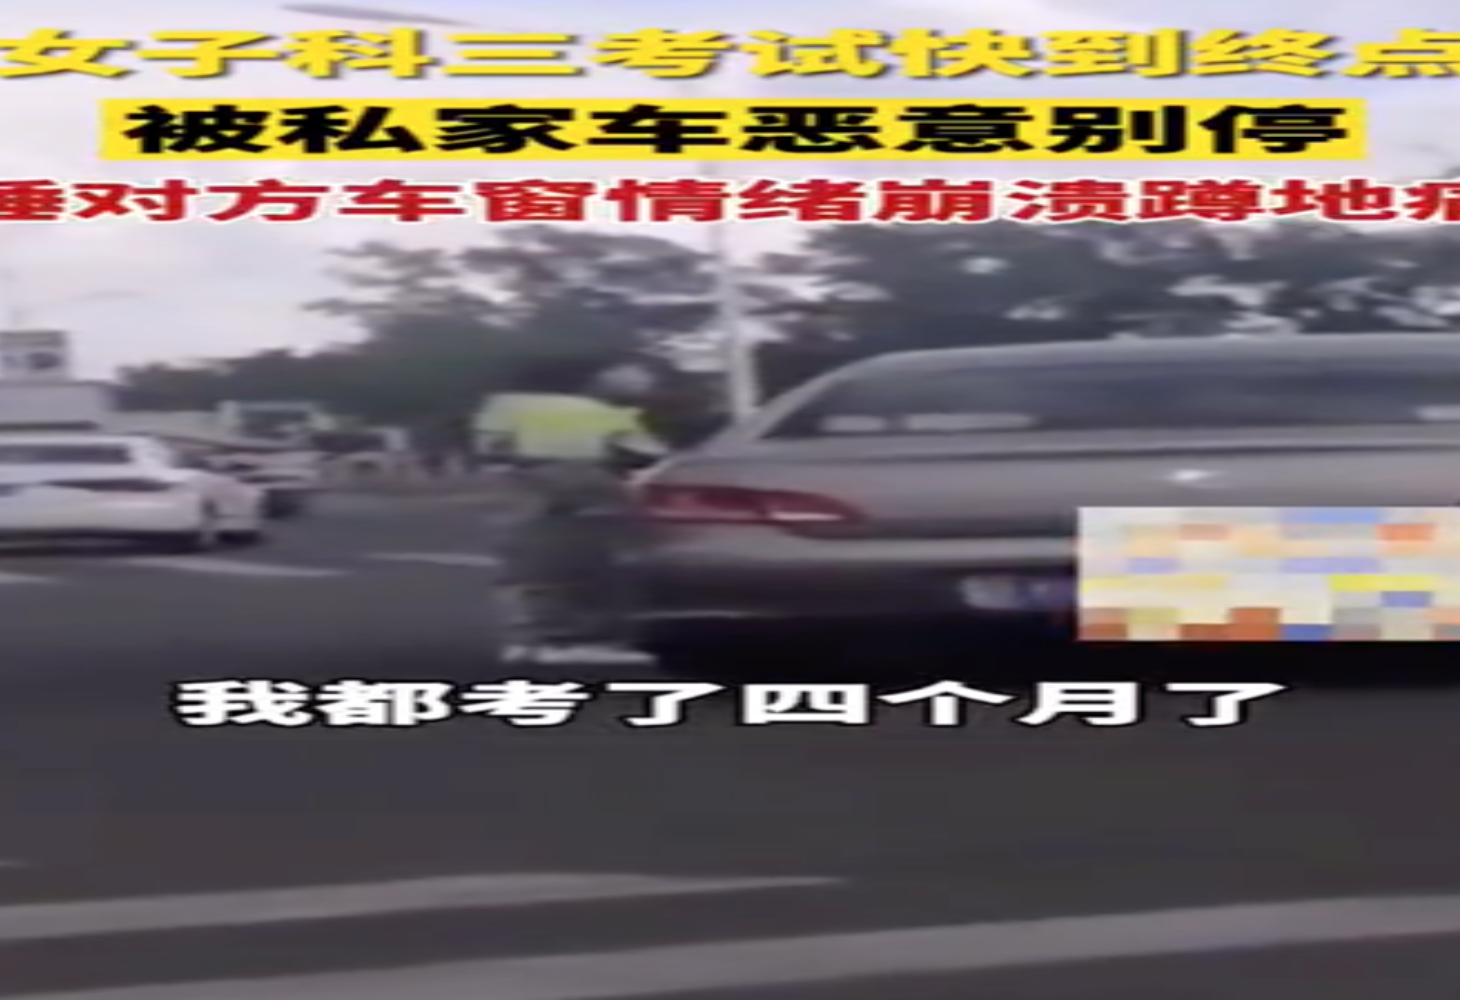 女子科三考试快到终点
被私家车恶意别停
对方车窗情绪崩溃蹲地
我都考了四个月了